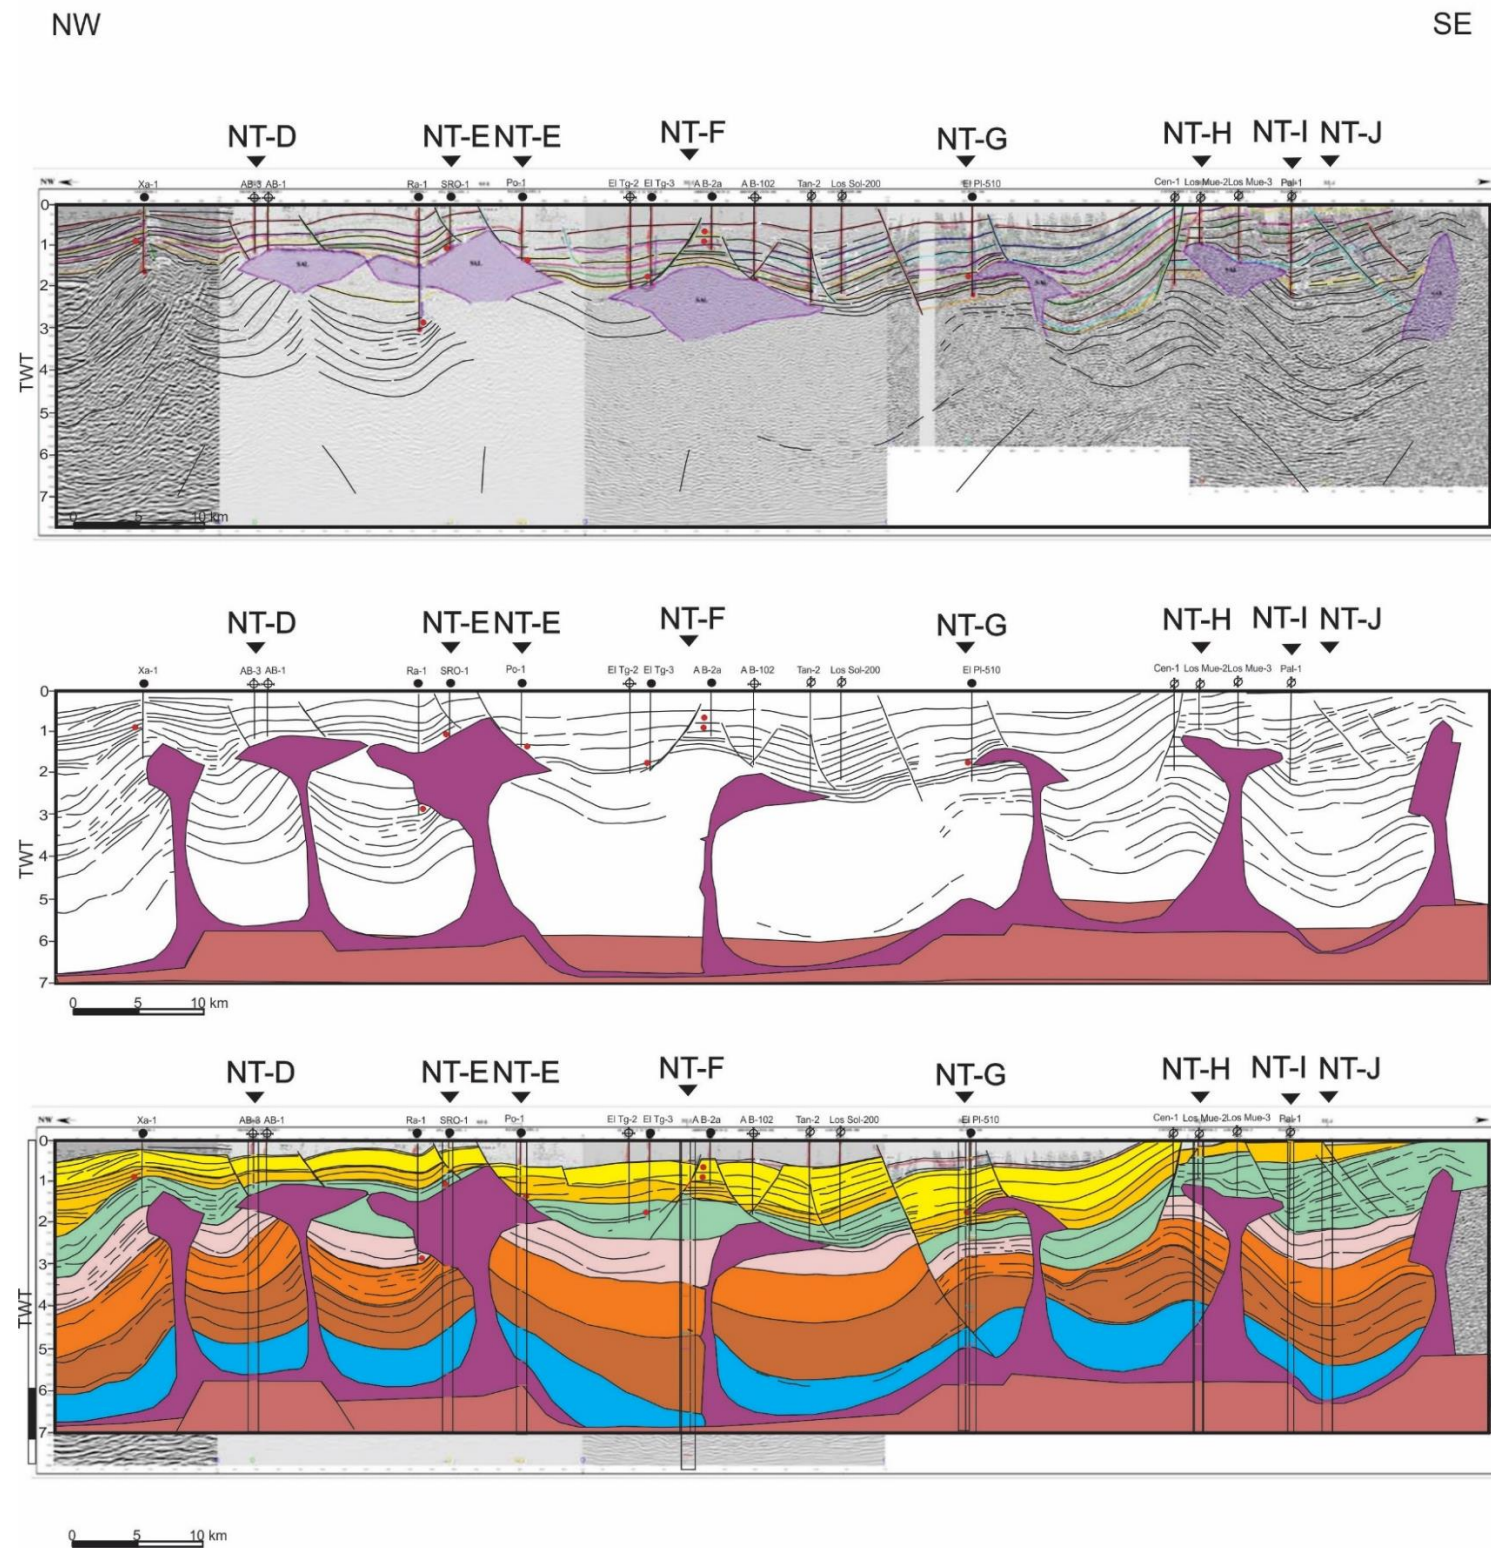 NW SE
NT-D NT-E NT-E NT-F NT-G NT-H NT-I NT-J
NW
Xa-1 AB-3 AB-1 Ra-1 SRO-1 Po-1 El Tg-2 El Tg-3 A B-2a A B-102 Tan-2 Los Sol-200 El Pl-510 Cen-1 Los Mue-2 Los Mue-3 Pal-1
0
1
SAL SAL SAL SAL SAL SAL
2
3
TWT
4
5
6
7
0 5 10 km
NT-D NT-E NT-E NT-F NT-G NT-H NT-I NT-J
Xa-1 AB-3 AB-1 Ra-1 SRO-1 Po-1 El Tg-2 El Tg-3 A B-2a A B-102 Tan-2 Los Sol-200 El Pl-510 Cen-1 Los Mue-2 Los Mue-3 Pal-1
0
1
2
3
TWT
4
5
6
7
0 5 10 km
NT-D NT-E NT-E NT-F NT-G NT-H NT-I NT-J
NW
Xa-1 AB-3 AB-1 Ra-1 SRO-1 Po-1 El Tg-2 El Tg-3 A B-2a A B-102 Tan-2 Los Sol-200 El Pl-510 Cen-1 Los Mue-2 Los Mue-3 Pal-1
0
1
2
3
TWT
4
5
6
7
0 5 10 km